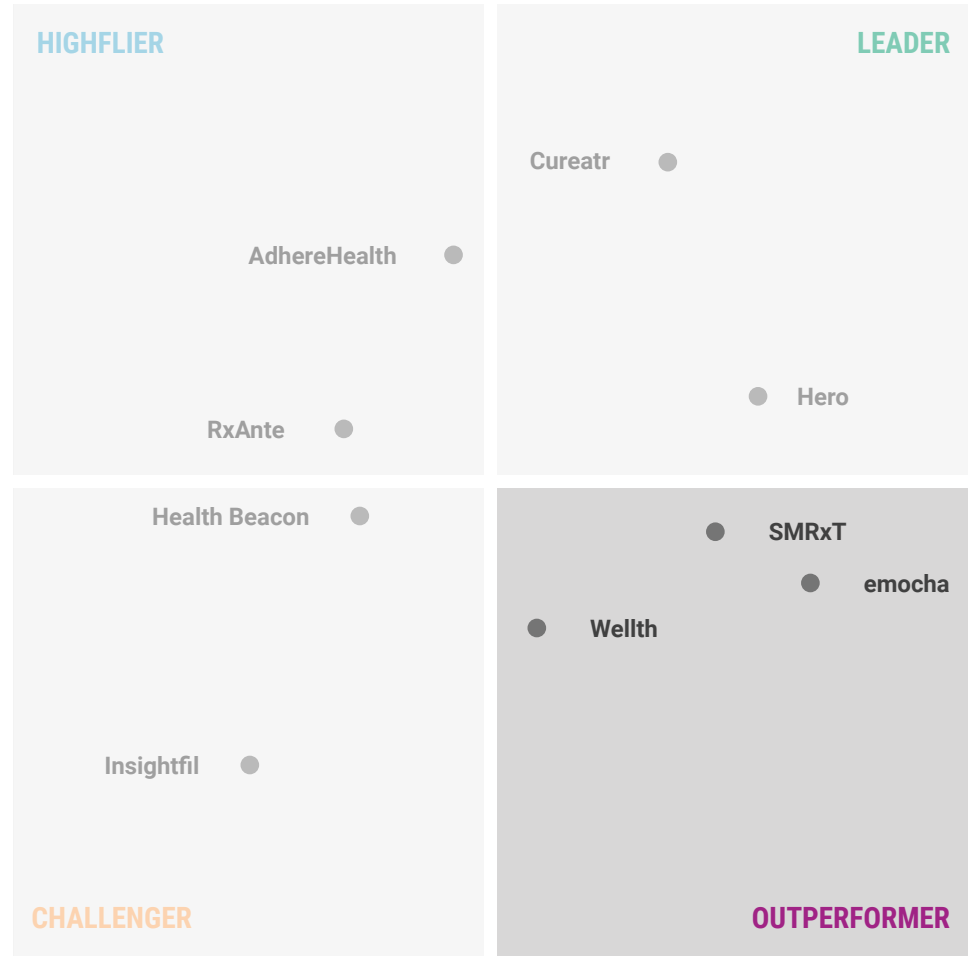 HIGHFLIER
LEADER
Cureatr
AdhereHealth
Hero
RxAnte
Health Beacon
SMRxT
emocha
Wellth
Insightfil
CHALLENGER
OUTPERFORMER